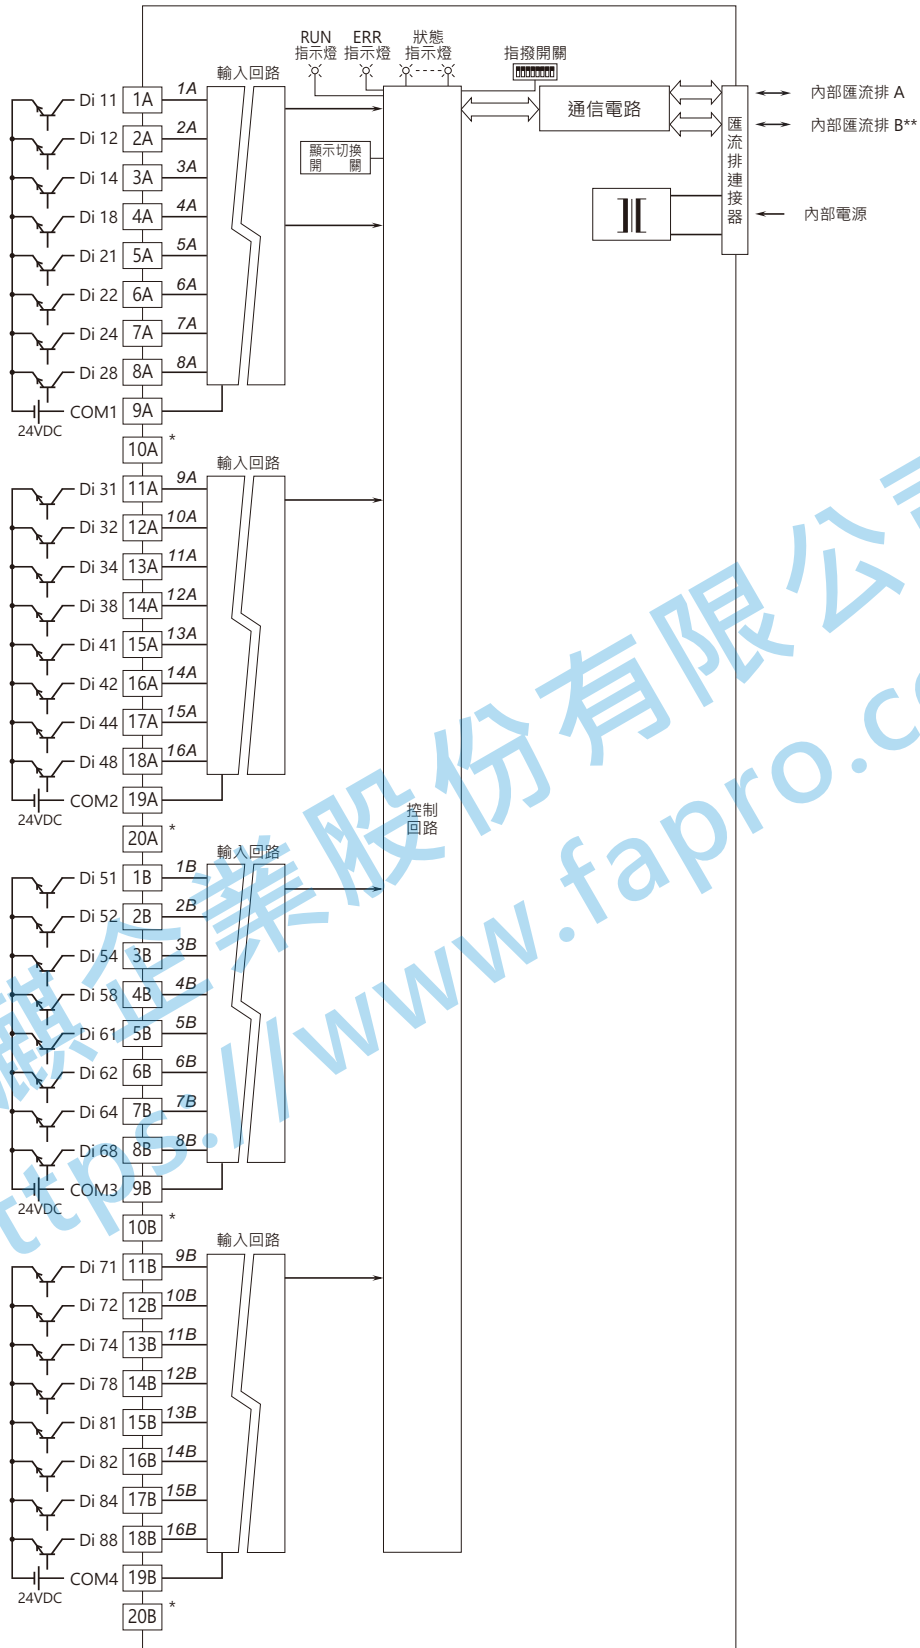 RUN
指示燈
ERR
指示燈
狀態
指示燈
指撥開關
輸入回路
通信電路
顯示切換
開 關
匯流排連接器
內部匯流排 A
內部匯流排 B**
內部電源
Di 11 1A 1A
Di 12 2A 2A
Di 14 3A 3A
Di 18 4A 4A
Di 21 5A 5A
Di 22 6A 6A
Di 24 7A 7A
Di 28 8A 8A
COM1 9A
24VDC
10A *
輸入回路
Di 31 11A 9A
Di 32 12A 10A
Di 34 13A 11A
Di 38 14A 12A
Di 41 15A 13A
Di 42 16A 14A
Di 44 17A 15A
Di 48 18A 16A
COM2 19A
24VDC
20A *
控制
回路
輸入回路
Di 51 1B 1B
Di 52 2B 2B
Di 54 3B 3B
Di 58 4B 4B
Di 61 5B 5B
Di 62 6B 6B
Di 64 7B 7B
Di 68 8B 8B
COM3 9B
24VDC
10B *
輸入回路
Di 71 11B 9B
Di 72 12B 10B
Di 74 13B 11B
Di 78 14B 12B
Di 81 15B 13B
Di 82 16B 14B
Di 84 17B 15B
Di 88 18B 16B
COM4 19B
24VDC
20B *
麒企業股份有限公司
ttps://www.fapro.co